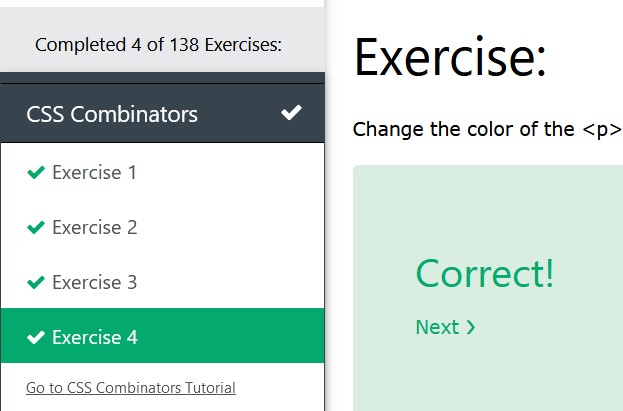 Completed 4 of 138 Exercises:
CSS Combinators
Exercise 1
Exercise 2
Exercise 3
Exercise 4
Go to CSS Combinators Tutorial
Exercise:
Change the color of the <p>
Correct!
Next ❯